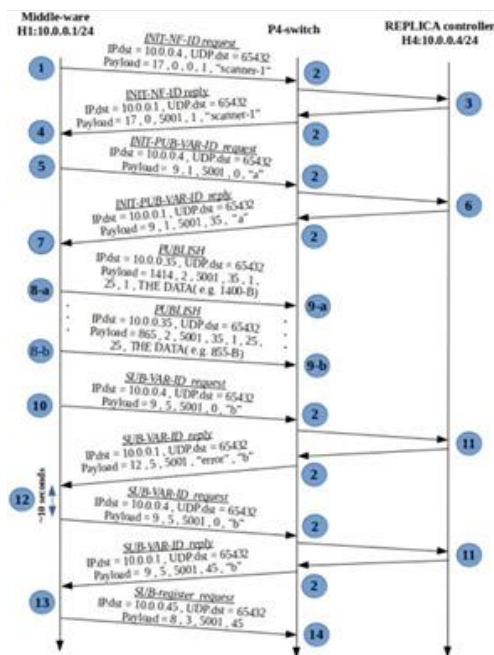 Middle-ware
H1:10.0.0.1/24
P4-switch
REPLICA controller
H4:10.0.0.4/24
INIT-NF-ID request
IP.dst = 10.0.0.4 , UDP.dst = 65432
Payload = 17 , 0 , 0 , 1 , "scanner-1"
1
2
3
INIT-NF-ID reply
IP.dst = 10.0.0.1 , UDP.dst = 65432
Payload = 17 , 0 , 5001 , 1 , "scanner-1"
4
2
INIT-PUB-VAR-ID request
IP.dst = 10.0.0.4 , UDP.dst = 65432
Payload = 9 , 1 , 5001 , 0 , "a"
5
2
6
INIT-PUB-VAR-ID reply
IP.dst = 10.0.0.1 , UDP.dst = 65432
Payload = 9 , 1 , 5001 , 35 , "a"
7
2
PUBLISH
IP.dst = 10.0.0.35 , UDP.dst = 65432
Payload = 1414 , 2 , 5001 , 35 , 1 ,
25 , 1 , THE DATA( e.g. 1400-B)
8-a
9-a
PUBLISH
IP.dst = 10.0.0.35 , UDP.dst = 65432
Payload = 865 , 2 , 5001 , 35 , 1 , 25 ,
25 , THE DATA( e.g. 855-B)
8-b
9-b
SUB-VAR-ID request
IP.dst = 10.0.0.4 , UDP.dst = 65432
Payload = 9 , 5 , 5001 , 0 , "b"
10
2
11
SUB-VAR-ID reply
IP.dst = 10.0.0.1 , UDP.dst = 65432
Payload = 12 , 5 , 5001 , "error" , "b"
2
12
~10 seconds
SUB-VAR-ID request
IP.dst = 10.0.0.4 , UDP.dst = 65432
Payload = 9 , 5 , 5001 , 0 , "b"
2
11
SUB-VAR-ID reply
IP.dst = 10.0.0.1 , UDP.dst = 65432
Payload = 9 , 5 , 5001 , 45 , "b"
2
13
SUB-register request
IP.dst = 10.0.0.45 , UDP.dst = 65432
Payload = 8 , 3 , 5001 , 45
14